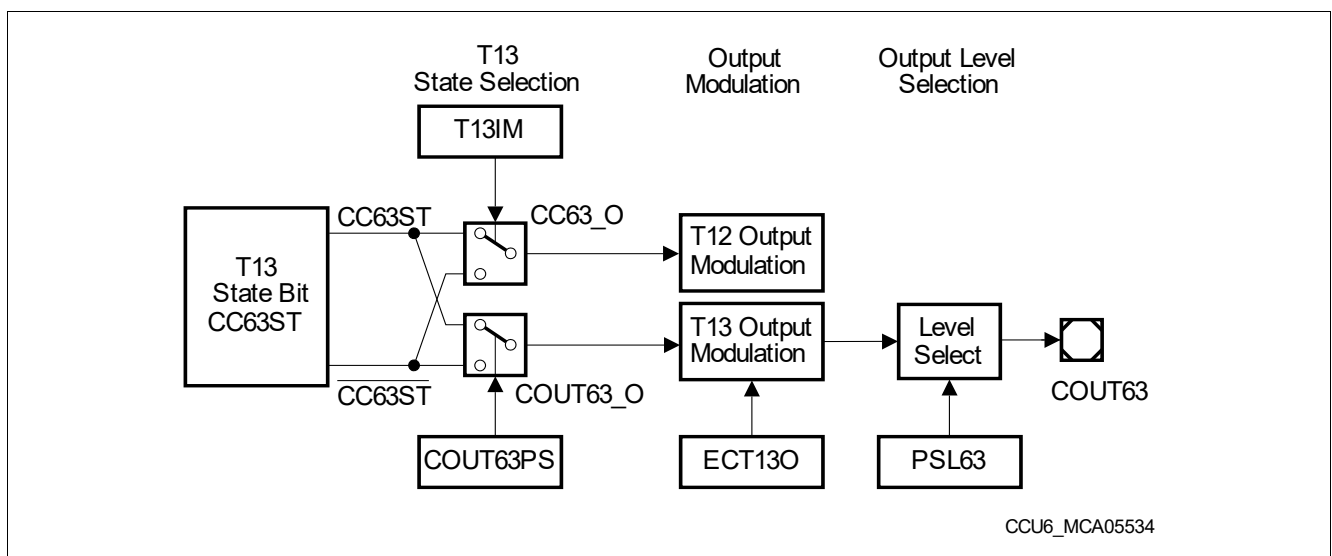 T13
State Selection
Output
Modulation
Output Level
Selection
T13IM
CC63ST
CC63_O
T13
State Bit
CC63ST
T12 Output
Modulation
T13 Output
Modulation
Level
Select
CC63ST
COUT63_O
COUT63
COUT63PS
ECT13O
PSL63
CCU6_MCA05534